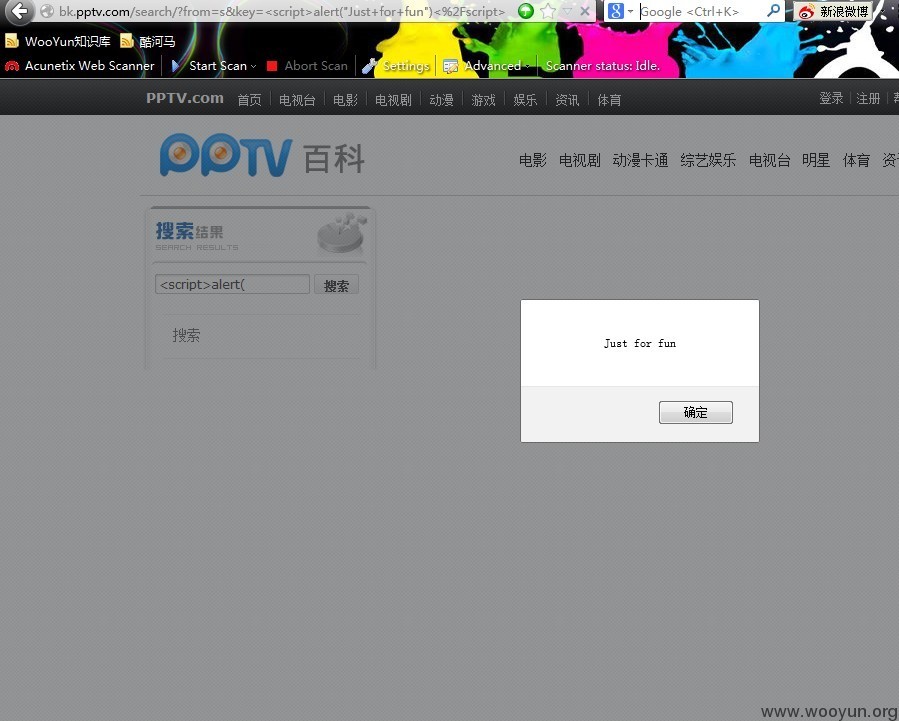 bk.pptv.com/search/?from=s&key=<script>alert("Just+for+fun")<%2Fscript>
Google <Ctrl+K>
新浪微博
WooYun知识库 酷河马
Acunetix Web Scanner Start Scan Abort Scan Settings Advanced Scanner status: Idle.
PPTV.com 首页 电视台 电影 电视剧 动漫 游戏 娱乐 资讯 体育 登录 注册
pptv 百科 电影 电视剧 动漫卡通 综艺娱乐 电视台 明星 体育
搜索结果
SEARCH RESULTS
<script>alert( 搜索
搜索
Just for fun
确定
www.wooyun.org